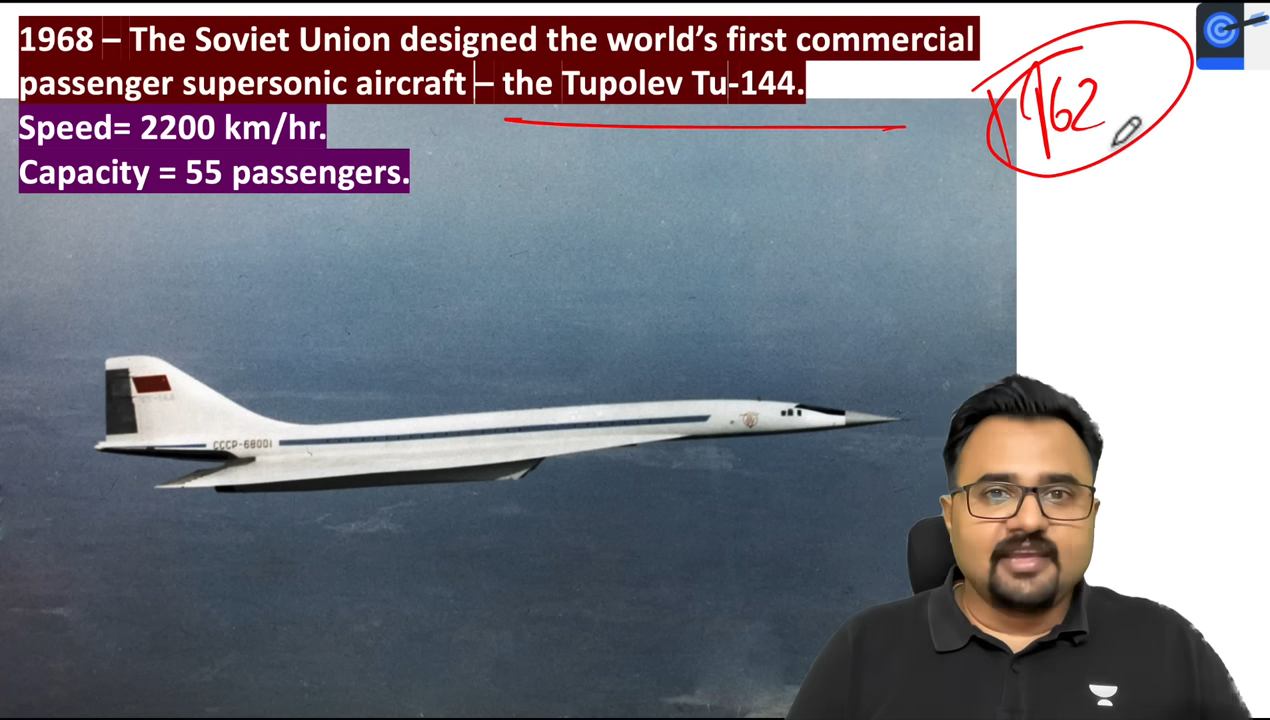 1968 – The Soviet Union designed the world's first commercial
passenger supersonic aircraft – the Tupolev Tu-144.
Speed= 2200 km/hr.
Capacity = 55 passengers.
1962
CCCP-68001